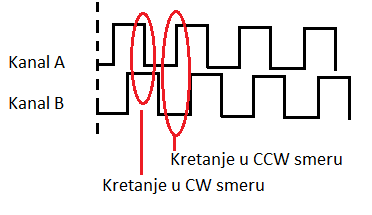 Kanal A
Kanal B
Kretanje u CCW smeru
Kretanje u CW smeru